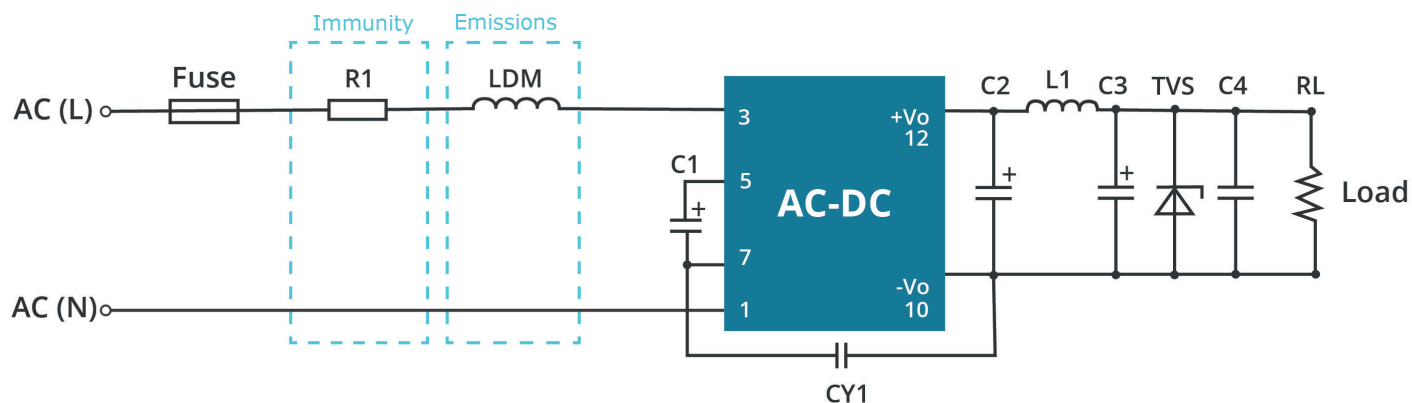 Immunity
Emissions
Fuse
R1
LDM
C2
L1
C3
TVS
C4
RL
AC (L)
3
+Vo
12
C1
+
5
AC-DC
+
+
Load
7
AC (N)
1
-Vo
10
CY1